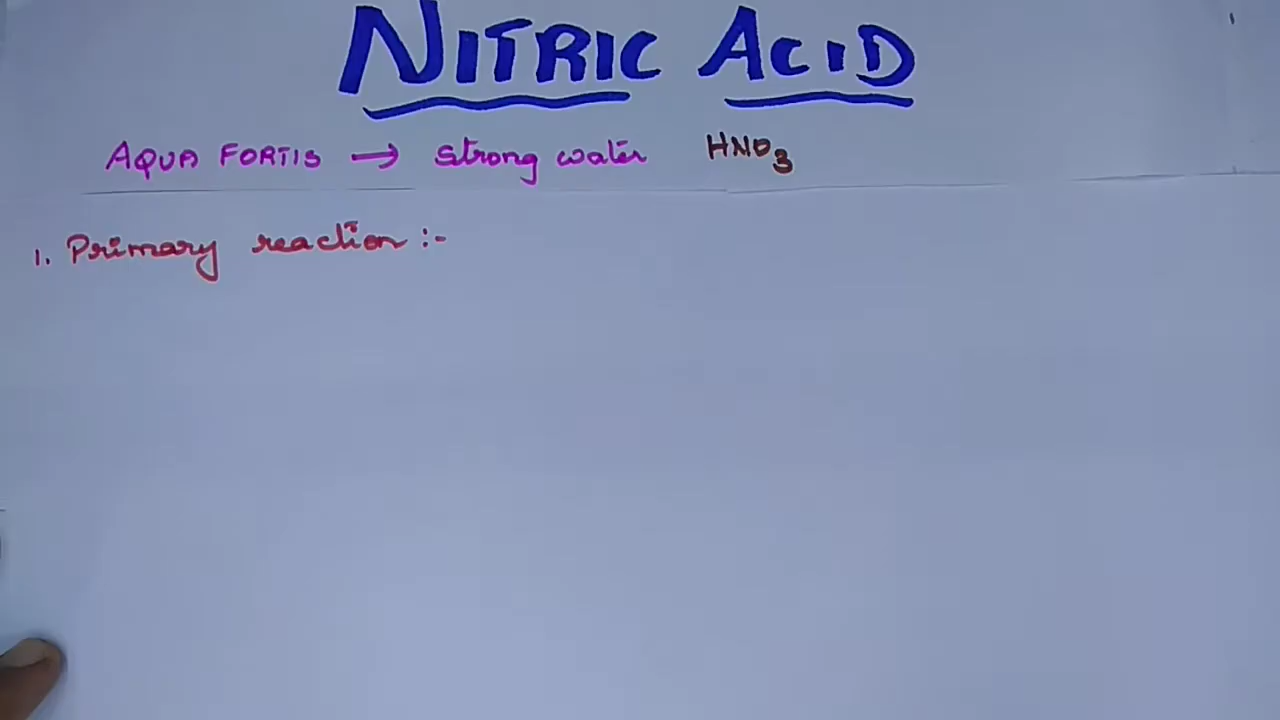 NITRIC ACID
AQUA FORTIS → strong water HNO₃
1. Primary reaction :-